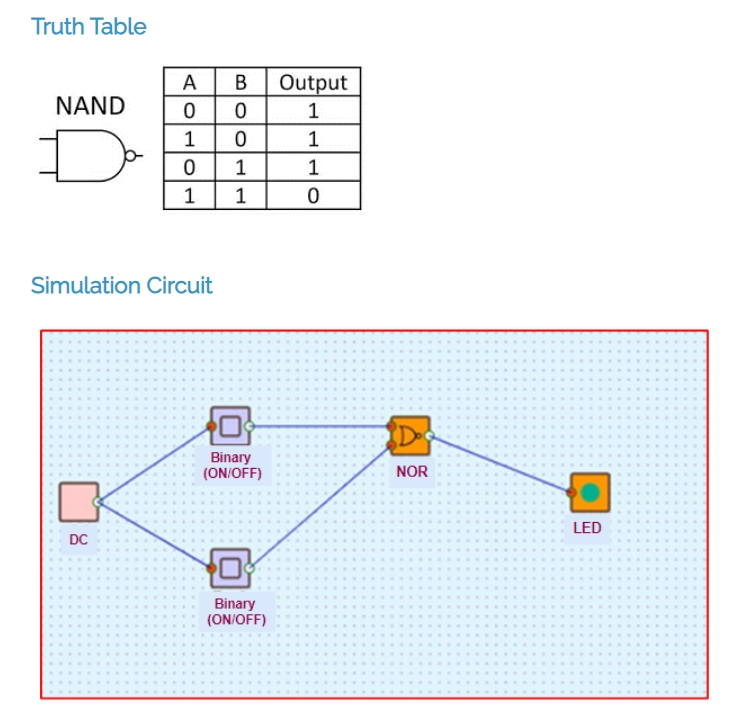 Truth Table
NAND
A B Output
0 0 1
1 0 1
0 1 1
1 1 0
Simulation Circuit
Binary
(ON/OFF)
NOR
DC
LED
Binary
(ON/OFF)